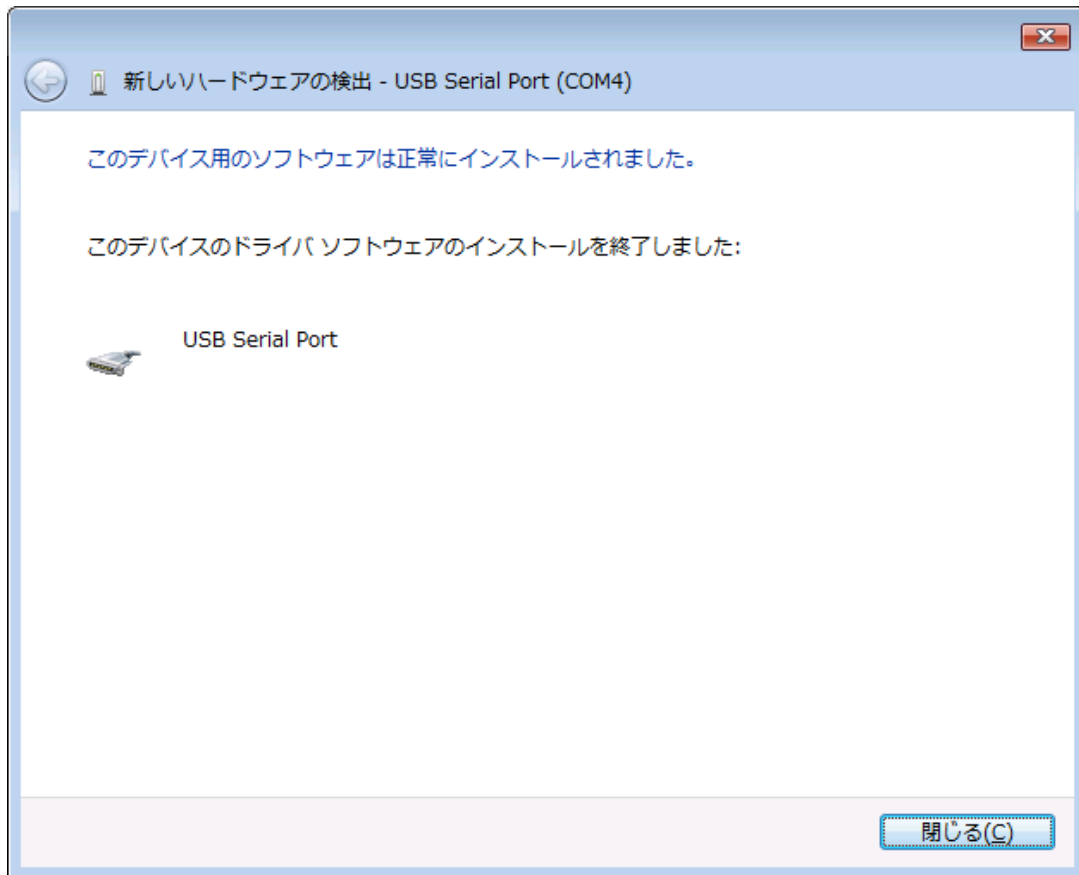 新しいハードウェアの検出 - USB Serial Port (COM4)
このデバイス用のソフトウェアは正常にインストールされました。
このデバイスのドライバ ソフトウェアのインストールを終了しました:
USB Serial Port
閉じる(C)